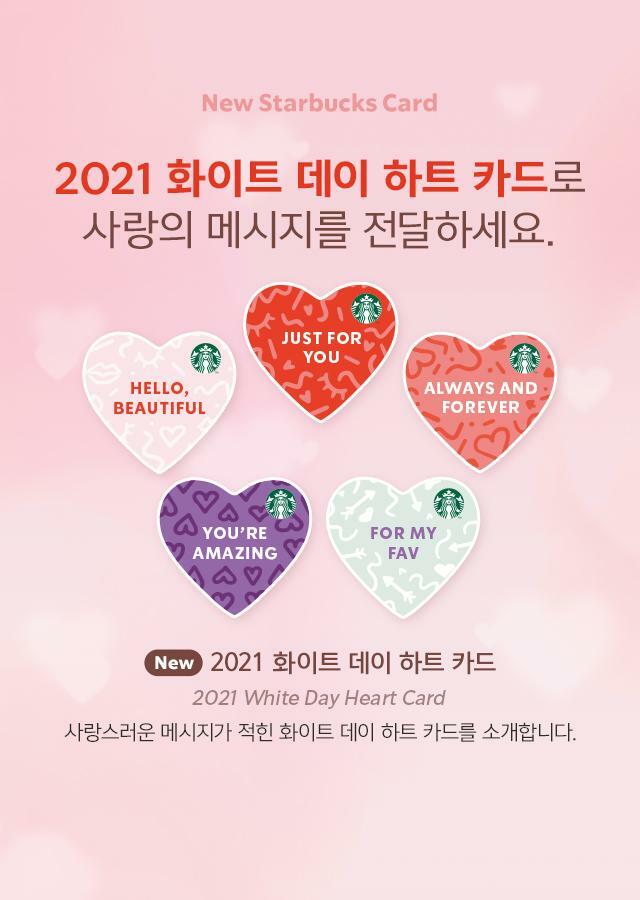 New Starbucks Card
2021 화이트 데이 하트 카드로
사랑의 메시지를 전달하세요.
JUST FOR
YOU
HELLO,
BEAUTIFUL
ALWAYS AND
FOREVER
YOU'RE
AMAZING
FOR MY
FAV
New 2021 화이트 데이 하트 카드
2021 White Day Heart Card
사랑스러운 메시지가 적힌 화이트 데이 하트 카드를 소개합니다.